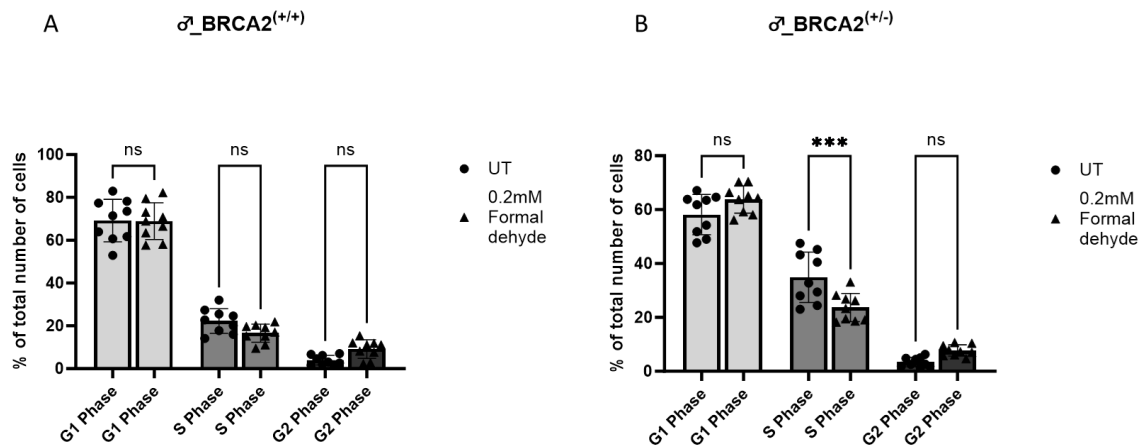 A
♂_BRCA2(+/+)
% of total number of cells
100
80
60
40
20
0
ns
ns
ns
G1 Phase
G1 Phase
S Phase
S Phase
G2 Phase
G2 Phase
UT
0.2mM
Formal
dehyde
B
♂_BRCA2(+/-)
% of total number of cells
80
60
40
20
0
ns
***
ns
G1 Phase
G1 Phase
S Phase
S Phase
G2 Phase
G2 Phase
UT
0.2mM
Formal
dehyde